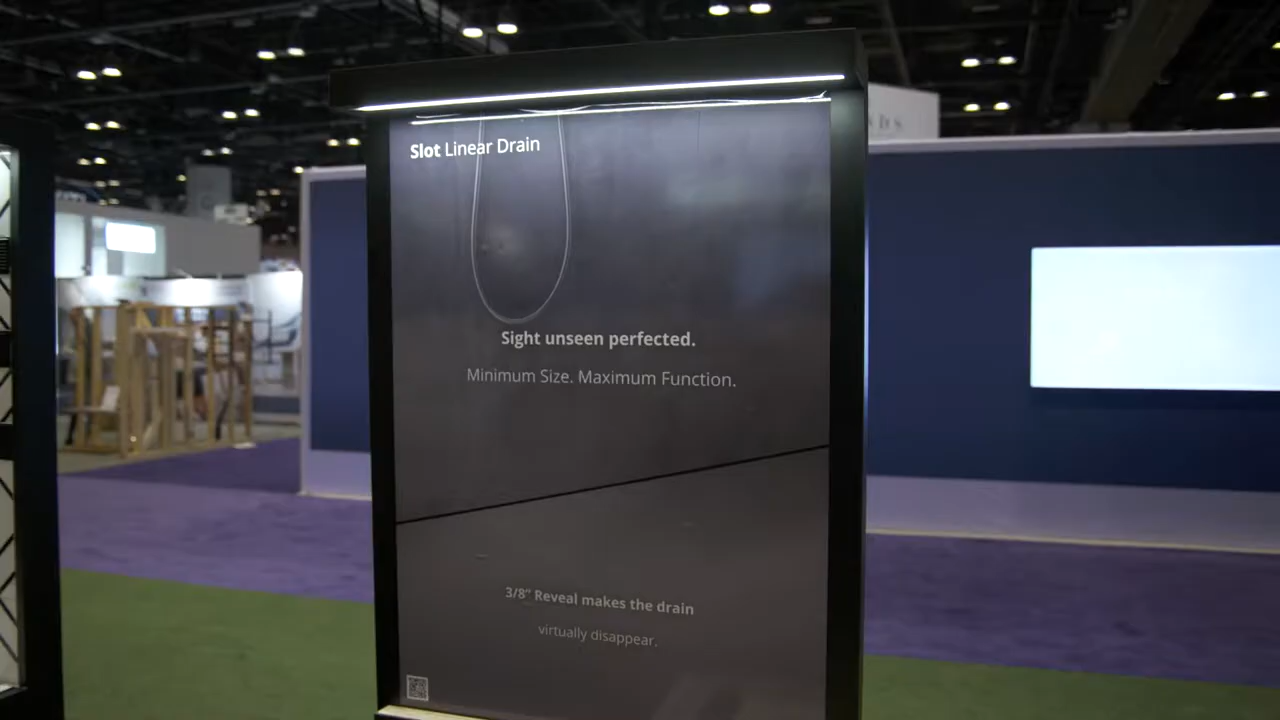 Slot Linear Drain
Sight unseen perfected.
Minimum Size. Maximum Function.
3/8” Reveal makes the drain
virtually disappear.